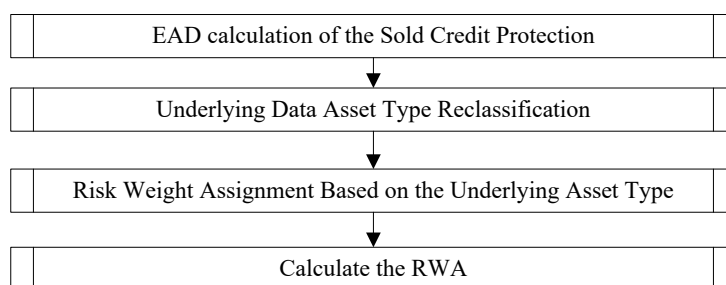 EAD calculation of the Sold Credit Protection
Underlying Data Asset Type Reclassification
Risk Weight Assignment Based on the Underlying Asset Type
Calculate the RWA